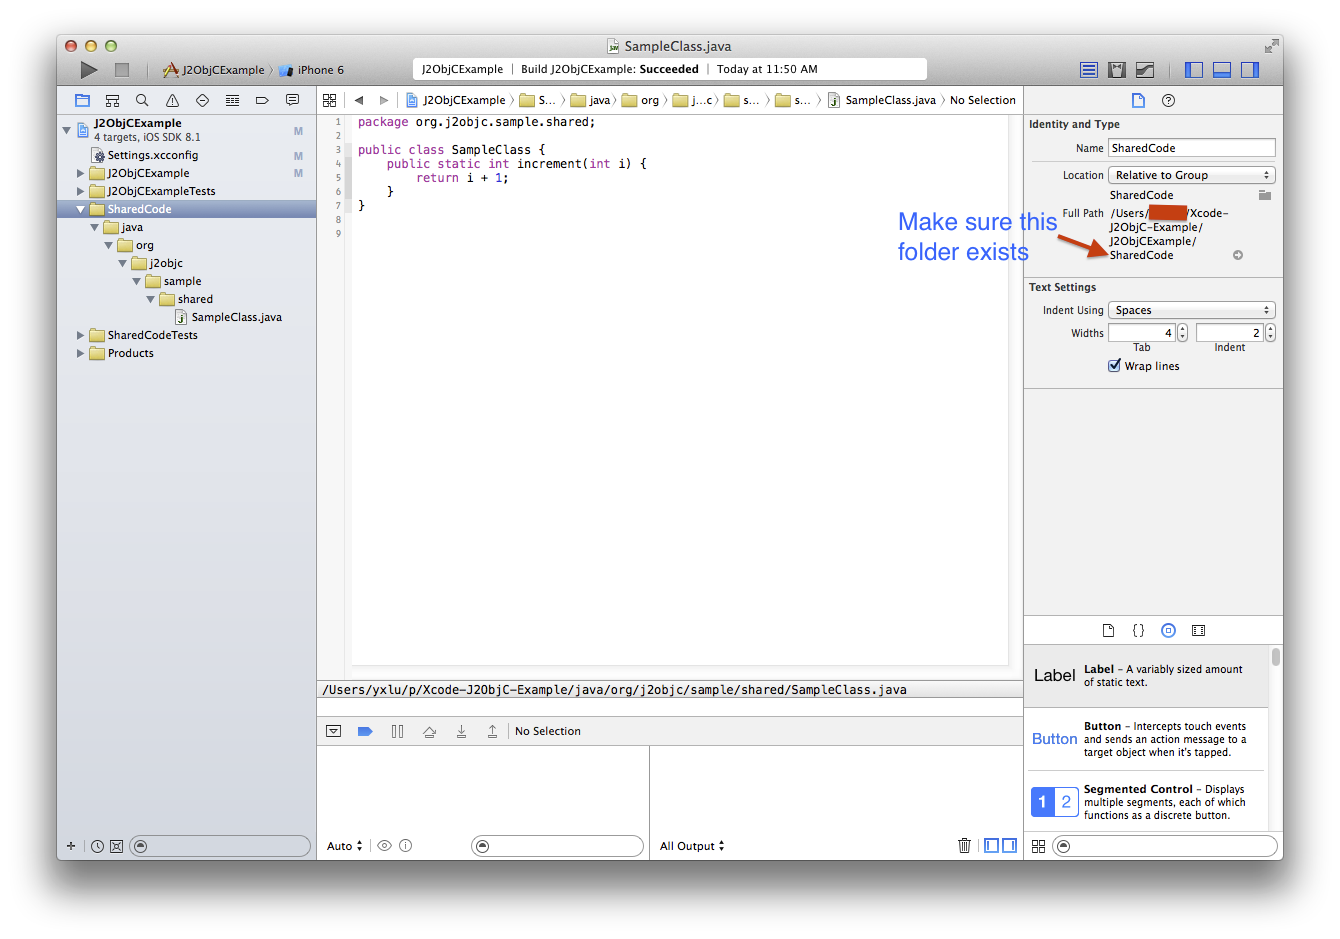 SampleClass.java
J2ObjCExample 〉 iPhone 6
J2ObjCExample | Build J2ObjCExample: Succeeded | Today at 11:50 AM
J2ObjCExample 〉 S... 〉 java 〉 org 〉 j...c 〉 s... 〉 s... 〉 SampleClass.java 〉 No Selection
J2ObjCExample M
4 targets, iOS SDK 8.1
Settings.xcconfig M
J2ObjCExample M
J2ObjCExampleTests
SharedCode
java
org
j2objc
sample
shared
SampleClass.java
SharedCodeTests
Products
1 package org.j2objc.sample.shared;
2
3 public class SampleClass {
4     public static int increment(int i) {
5         return i + 1;
6     }
7 }
8
9
Make sure this
folder exists
/Users/yxlu/p/Xcode-J2ObjC-Example/java/org/j2objc/sample/shared/SampleClass.java
No Selection
Auto
All Output
Identity and Type
Name SharedCode
Location Relative to Group
SharedCode
Full Path /Users/ /Xcode-
J2ObjC-Example/
J2ObjCExample/
SharedCode
Text Settings
Indent Using Spaces
Widths 4 2
Tab Indent
Wrap lines
{}
Label Label – A variably sized amount
of static text.
Button – Intercepts touch events
Button and sends an action message to a
target object when it's tapped.
Segmented Control – Displays
1 2 multiple segments, each of which
functions as a discrete button.